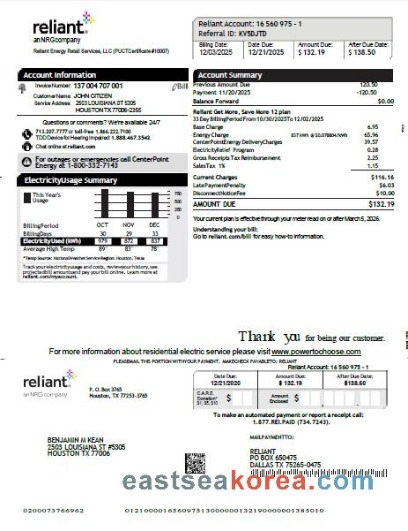 reliant
an NRG company
Reliant Energy Retail Services, LLC (PUCT Certificate #10007)
Reliant Account: 16 560 975 - 1
Referral ID: KV5DJTD
Billing Date: Date Due: Amount Due: After Due Date:
12/03/2025 12/21/2025 $ 132.19 $ 138.50
Account Information
Invoice Number: 137 004 707 001
eBill
Customer Name: JOHN CITIZEN
Service Address: 2503 LOUISIANA ST 5305
HOUSTON TX 77006-2265
Questions or comments? We're available 24/7
713.207.7777 or toll-free 1.866.222.7100
TDD Device for Hearing Impaired 1.888.467.3542
Chat online at reliant.com
For outages or emergencies call CenterPoint
Energy at 1-800-332-7143
Electricity Usage Summary
This Year's
Usage
750
500
250
0
Billing Period OCT NOV DEC
Billing Days 30 29 33
Electricity Used (kWh) 979 872 837
Average High Temp 89° 83° 78
*Temp Source: National Weather Service Region: Houston, Texas
Track your electricity usage and costs, review your history, see
projected bill amounts and pay your bill online. Learn more at
reliant.com/myaccount.
Account Summary
Previous Amount Due 120.50
Payment 11/20/2025 -120.50
Balance Forward $0.00
Reliant Get More, Save More 12 plan
33 Day Billing Period From 10/30/2025 To 12/02/2025
Base Charge 6.95
Energy Charge 837 kWh @ $0.078804/kWh 65.96
CenterPoint Energy Delivery Charges 39.57
Electricity Relief Program 0.28
Gross Receipts Tax Reimbursement 2.25
Sales Tax 1% 1.15
Current Charges $116.16
Late Payment Penalty $6.03
Disconnect Notice Fee $10.00
AMOUNT DUE $132.19
Your current plan is effective through your meter read on or after March 5, 2026.
Understanding your bill:
Go to reliant.com/bill for easy how-to information.
Thank you for being our customer.
For more information about residential electric service please visit www.powertochoose.com
PLEASE MAIL THIS PORTION WITH YOUR PAYMENT. MAKE CHECK PAYABLE TO: RELIANT
Reliant Account: 16 560 975 - 1
reliant
an NRG company
P. O. Box 3765
Houston, TX 77253-3765
Date Due: Amount Due: After Due Date:
12/21/2020 $ 132.19 $138.50
C.A.R.E.
Donation*
$1, $5, $10
$
Amount
Enclosed
$
To make an automated payment or report a receipt call:
1.877.REL.PAID (734.7243).
BENJAMIN M KEAN
2503 LOUISIANA ST #5305
HOUSTON TX 77006
MAIL PAYMENT TO:
RELIANT
PO BOX 650475
DALLAS TX 75265-0475
eastseakorea.com